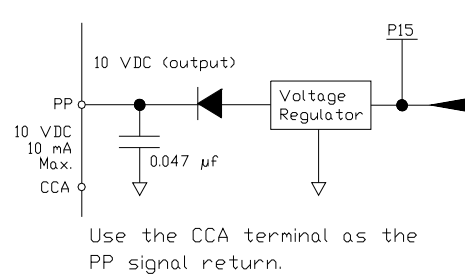 P15
10 VDC (output)
Voltage
Regulator
PP
10 VDC
10 mA
Max.
0.047 μf
CCA
Use the CCA terminal as the
PP signal return.